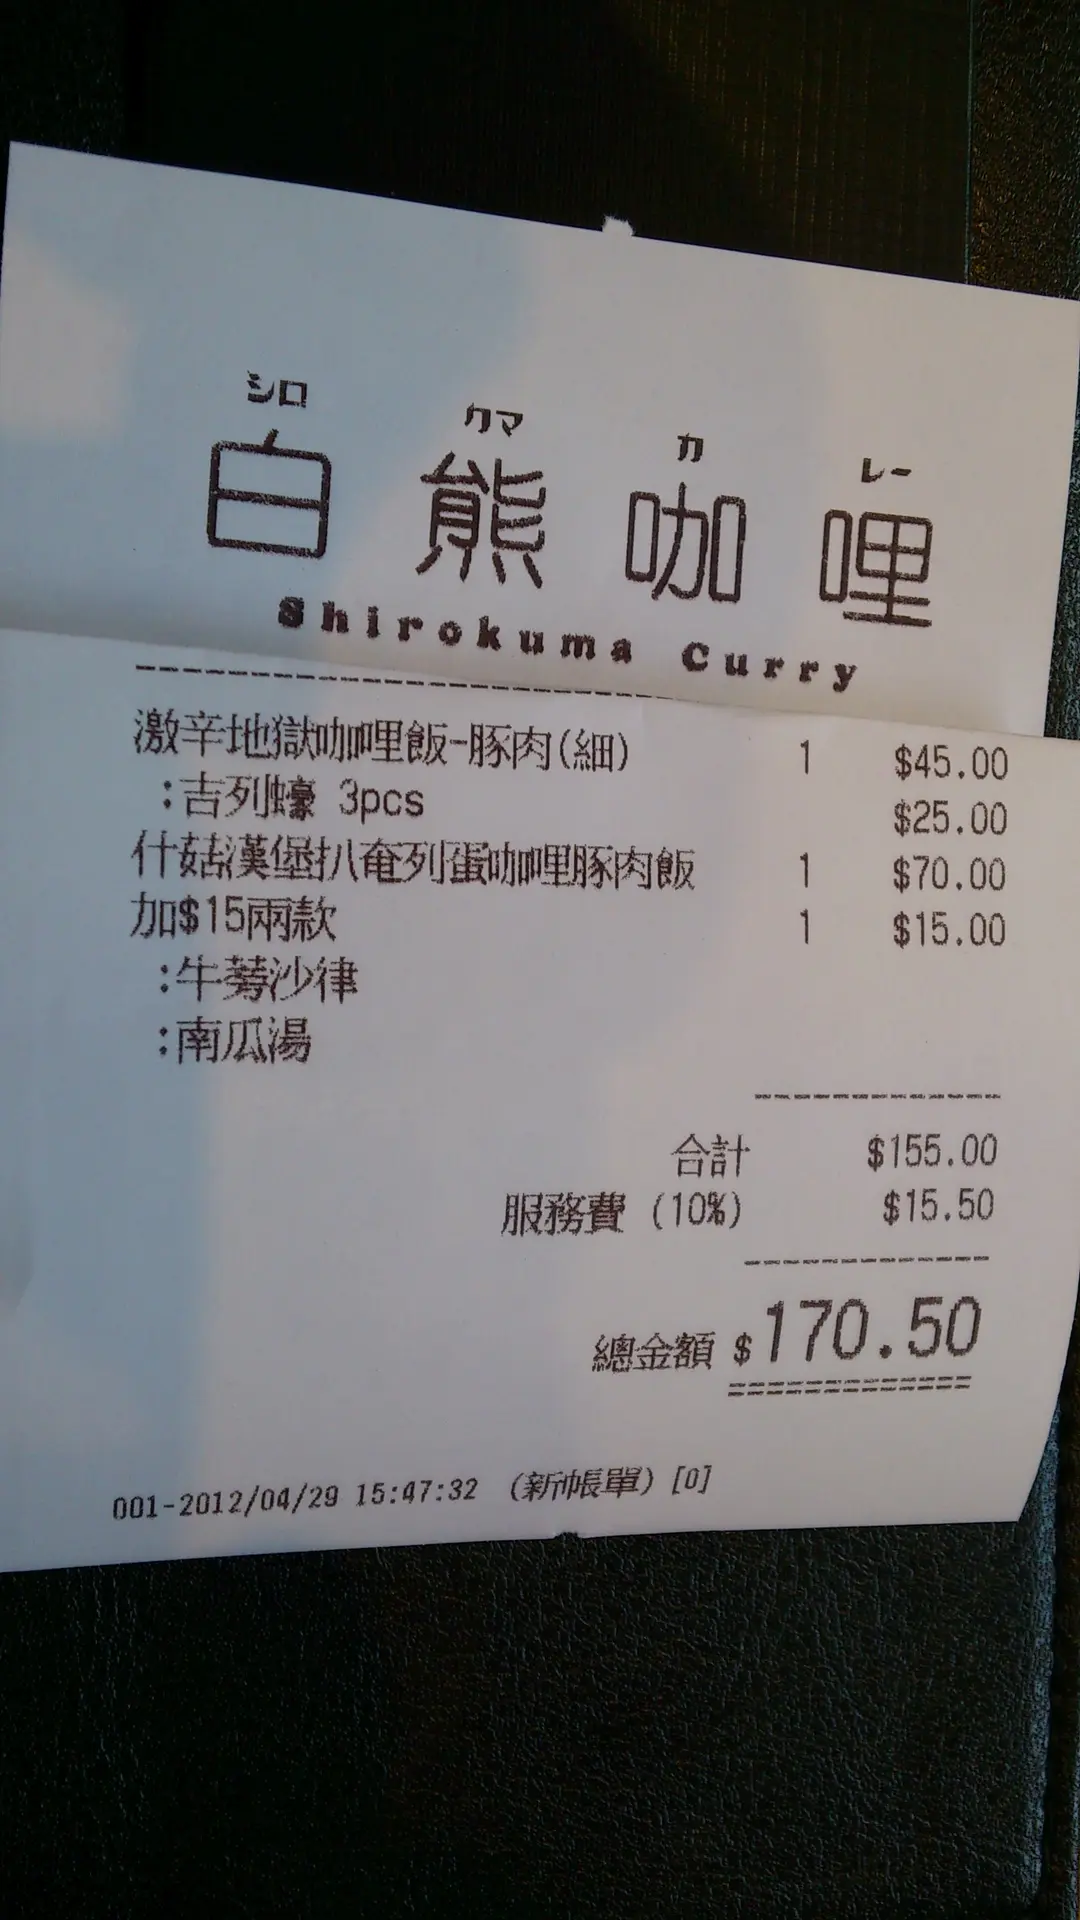 シロ クマ カ レー
白熊咖哩
Shirokuma Curry
激辛地獄咖哩飯-豚肉(細) 1 $45.00
:吉列蠔 3pcs $25.00
什菇漢堡扒奄列蛋咖哩豚肉飯 1 $70.00
加$15兩款 1 $15.00
:牛蒡沙律
:南瓜湯
合計 $155.00
服務費 (10%) $15.50
總金額 $170.50
001-2012/04/29 15:47:32 (新帳單) [0]